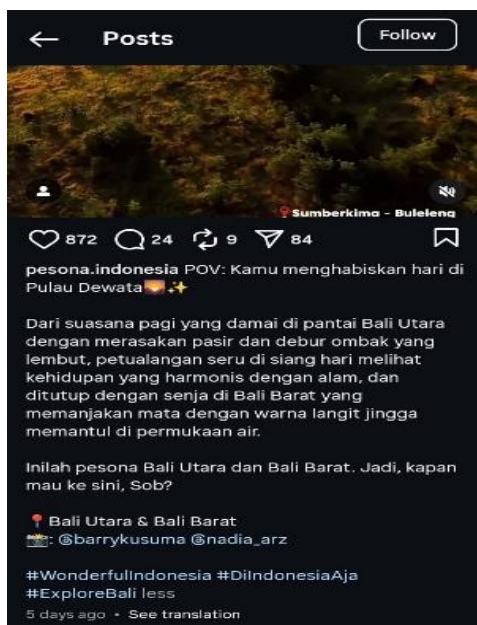 Posts
Follow
📍Sumberkima - Buleleng
872 24 9 84
pesona.indonesia POV: Kamu menghabiskan hari di
Pulau Dewata🌅✨
Dari suasana pagi yang damai di pantai Bali Utara
dengan merasakan pasir dan debur ombak yang
lembut, petualangan seru di siang hari melihat
kehidupan yang harmonis dengan alam, dan
ditutup dengan senja di Bali Barat yang
memanjakan mata dengan warna langit jingga
memantul di permukaan air.
Inilah pesona Bali Utara dan Bali Barat. Jadi, kapan
mau ke sini, Sob?
📍Bali Utara & Bali Barat
📸: @barrykusuma @nadia_arz
#WonderfulIndonesia #DiIndonesiaAja
#ExploreBali less
5 days ago • See translation